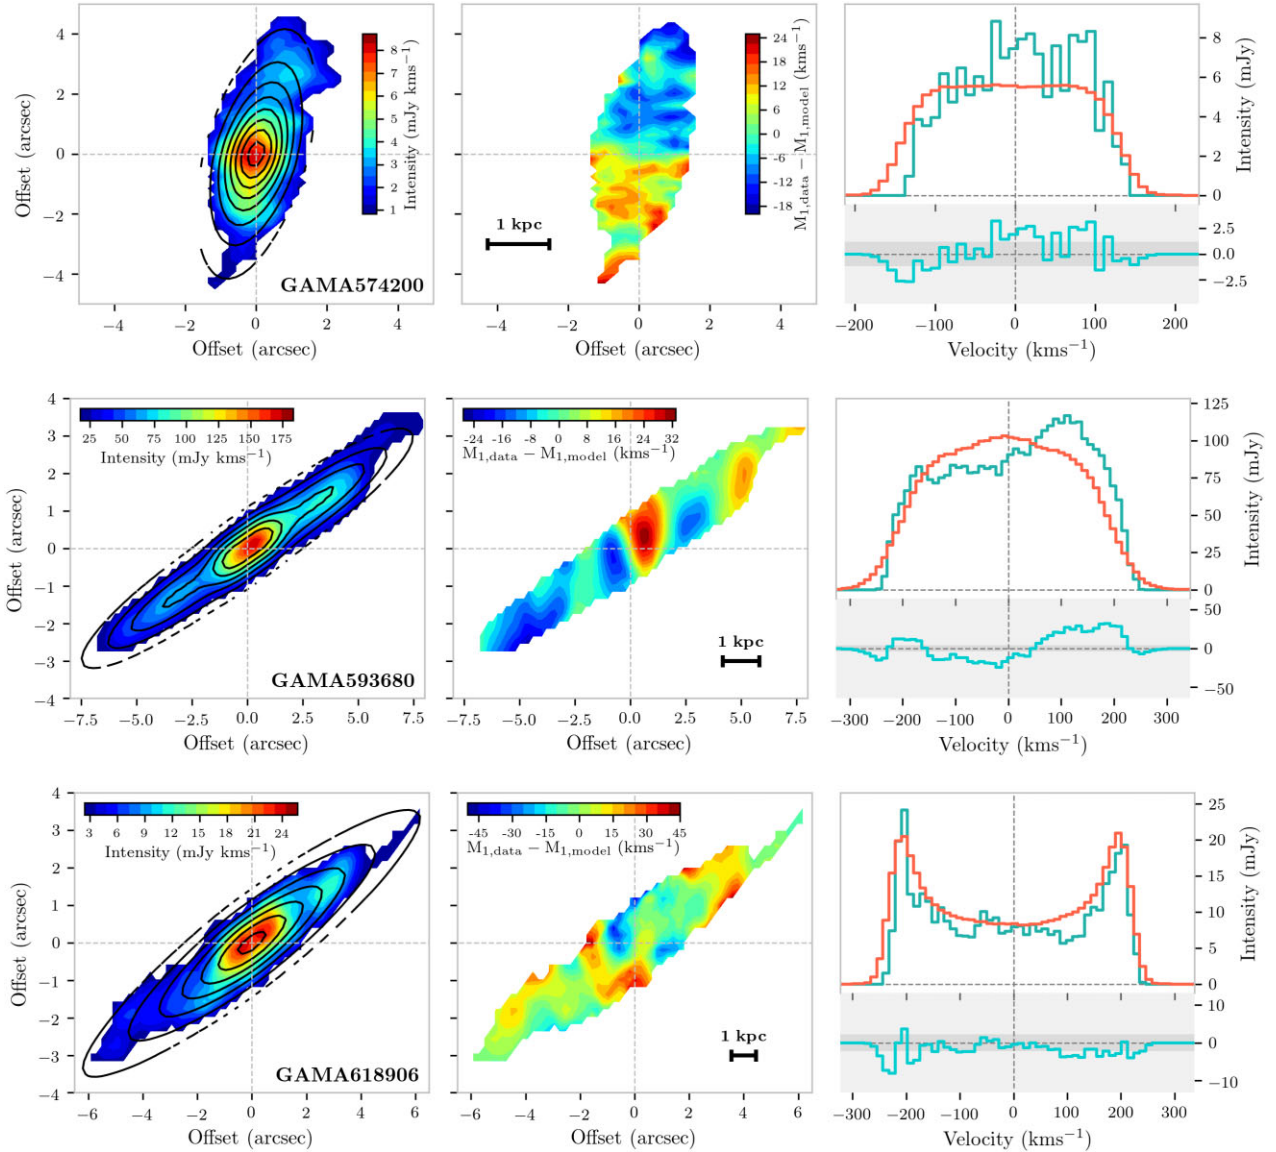 4
2
0
−2
−4
Offset (arcsec)
8
7
6
5
4
3
2
1
Intensity (mJy kms⁻¹)
GAMA574200
−4 −2 0 2 4
Offset (arcsec)
24
18
12
6
0
-6
-12
-18
M1,data − M1,model (kms⁻¹)
1 kpc
−4 −2 0 2 4
Offset (arcsec)
8
6
4
2
0
Intensity (mJy)
2.5
0.0
−2.5
−200 −100 0 100 200
Velocity (kms⁻¹)
4
3
2
1
0
−1
−2
−3
−4
Offset (arcsec)
25 50 75 100 125 150 175
Intensity (mJy kms⁻¹)
GAMA593680
−7.5 −5.0 −2.5 0.0 2.5 5.0 7.5
Offset (arcsec)
-24 -16 -8 0 8 16 24 32
M1,data − M1,model (kms⁻¹)
1 kpc
−7.5 −5.0 −2.5 0.0 2.5 5.0 7.5
Offset (arcsec)
125
100
75
50
25
0
Intensity (mJy)
50
0
−50
−300 −200 −100 0 100 200 300
Velocity (kms⁻¹)
4
3
2
1
0
−1
−2
−3
−4
Offset (arcsec)
3 6 9 12 15 18 21 24
Intensity (mJy kms⁻¹)
GAMA618906
−6 −4 −2 0 2 4 6
Offset (arcsec)
-45 -30 -15 0 15 30 45
M1,data − M1,model (kms⁻¹)
1 kpc
−6 −4 −2 0 2 4 6
Offset (arcsec)
25
20
15
10
5
0
Intensity (mJy)
10
0
−10
−300 −200 −100 0 100 200 300
Velocity (kms⁻¹)